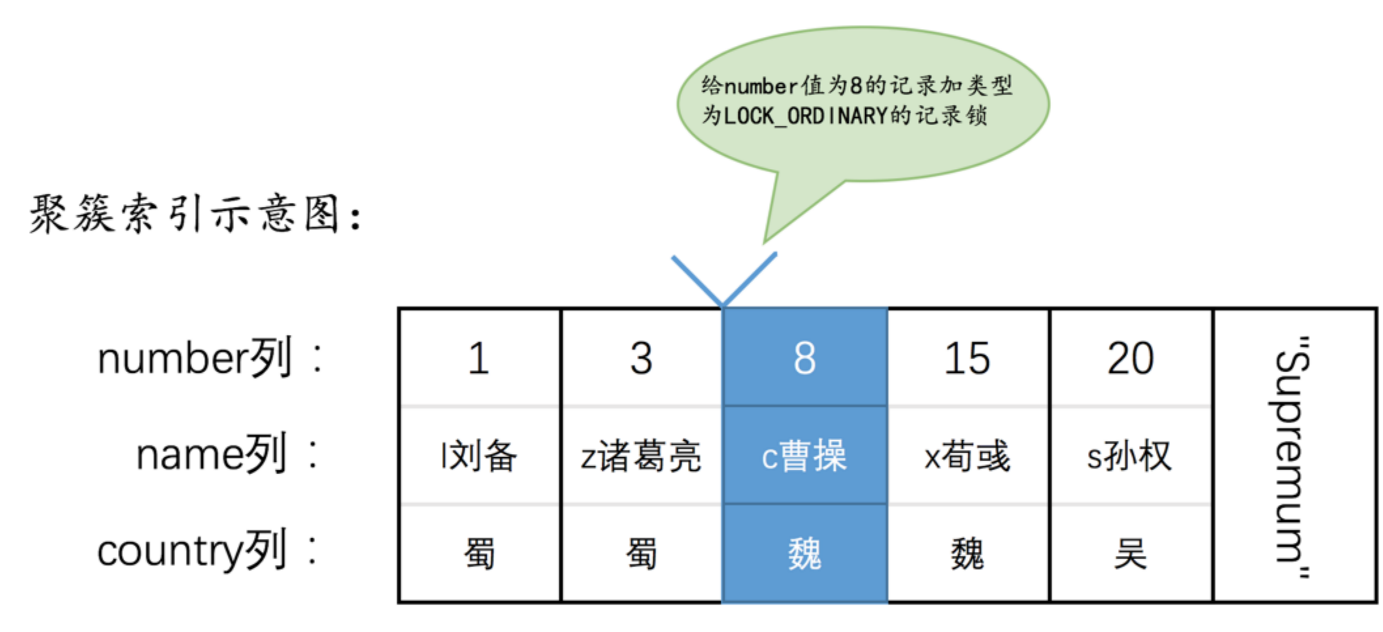 给number值为8的记录加类型
为LOCK_ORDINARY的记录锁
聚簇索引示意图：
number列： 1 3 8 15 20 "Supremum"
name列： l刘备 z诸葛亮 c曹操 x荀彧 s孙权
country列： 蜀 蜀 魏 魏 吴